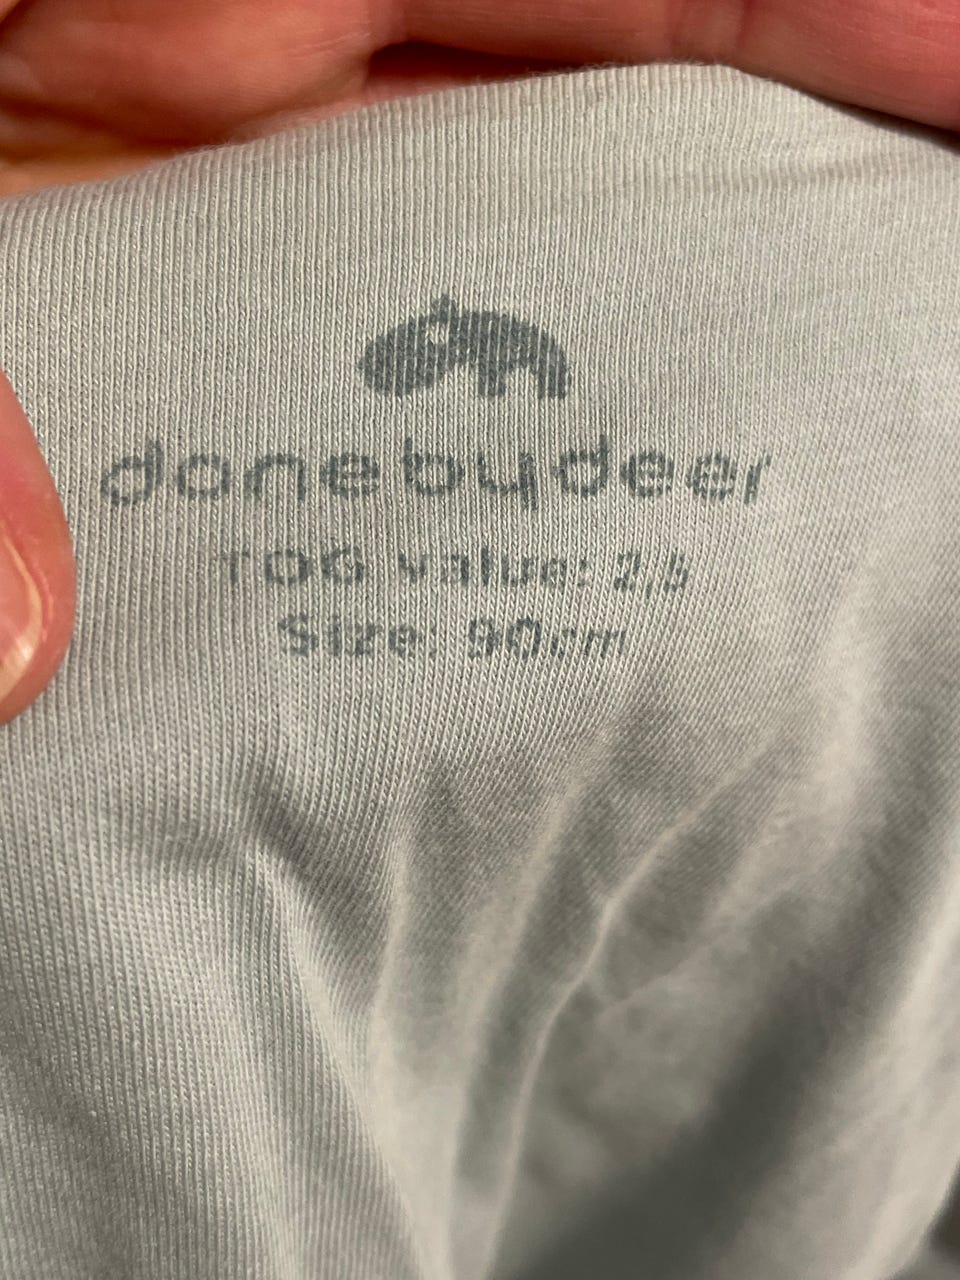 donebydeer
TOG value: 2,5
Size: 90cm